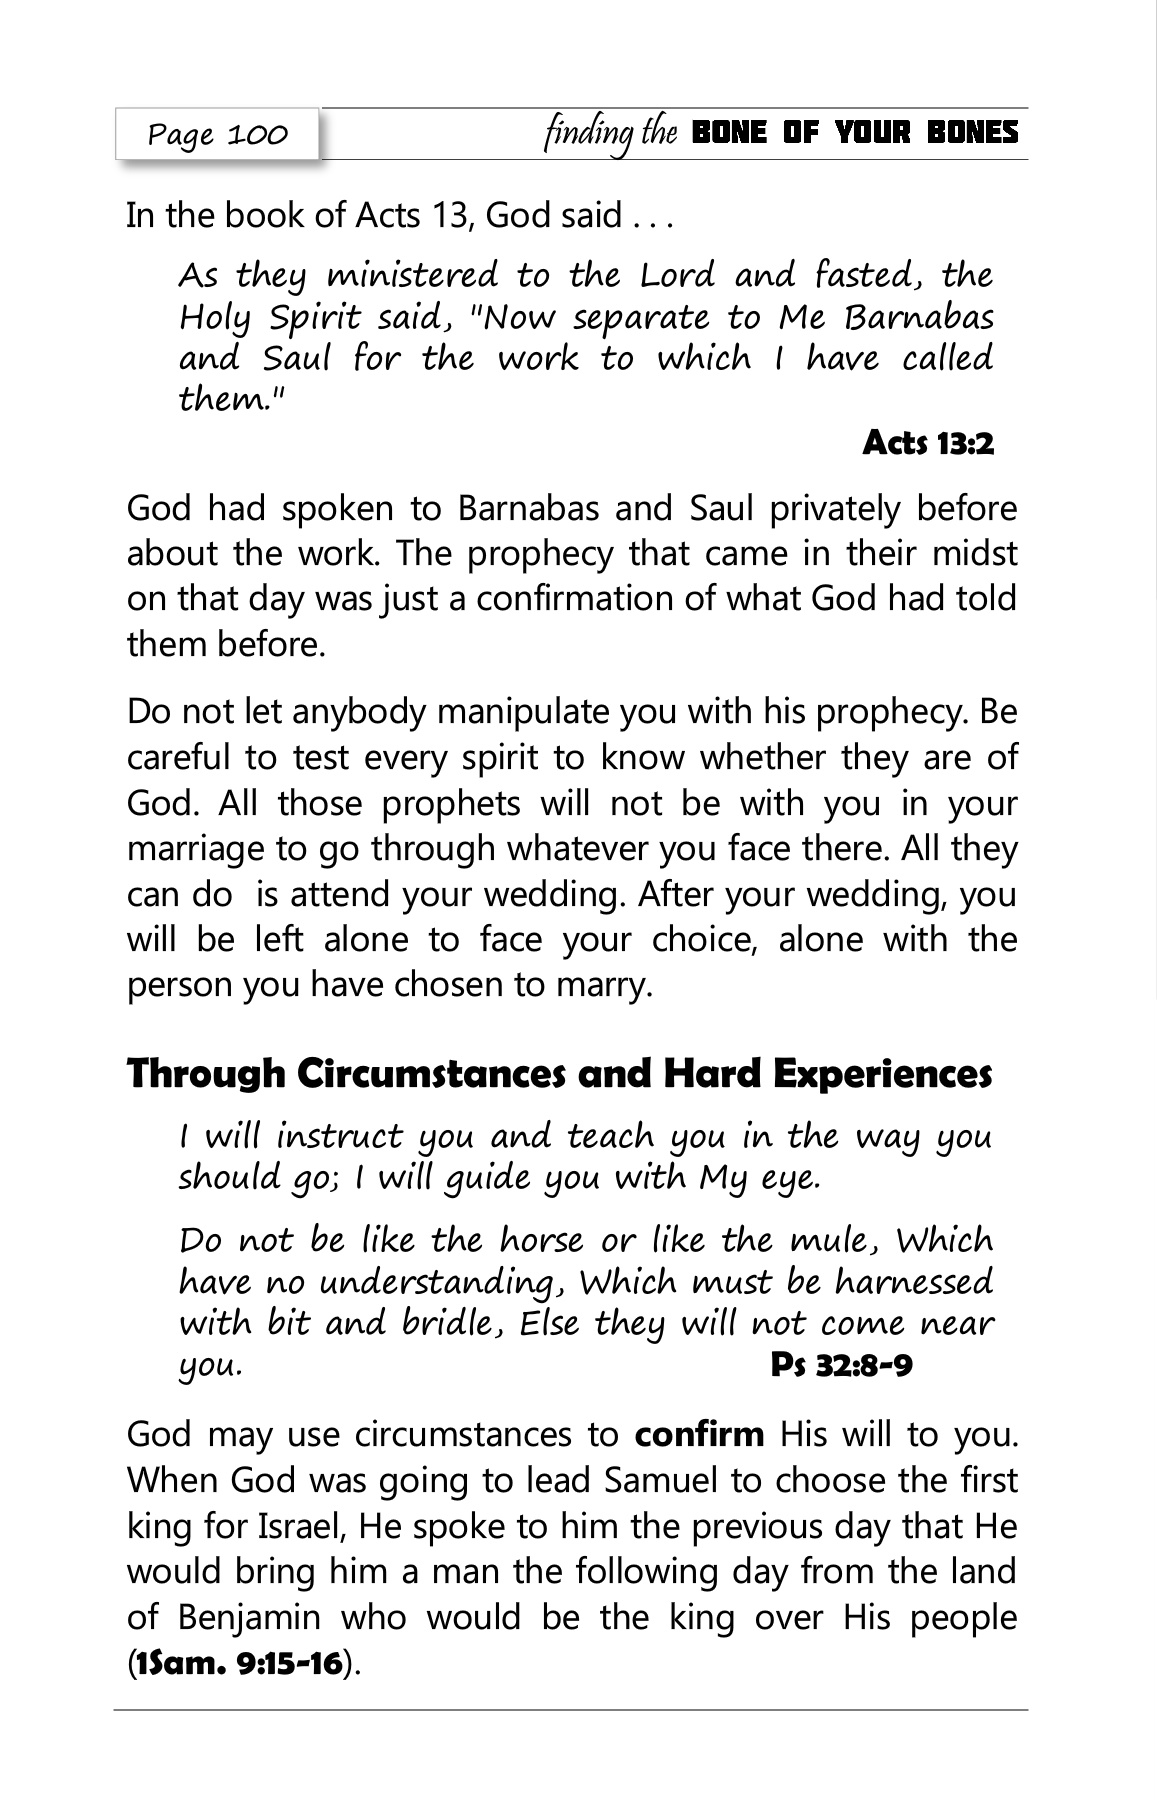 Page 100
finding the BONE OF YOUR BONES
In the book of Acts 13, God said . . .
As they ministered to the Lord and fasted, the
Holy Spirit said, "Now separate to Me Barnabas
and Saul for the work to which I have called
them."
Acts 13:2
God had spoken to Barnabas and Saul privately before
about the work. The prophecy that came in their midst
on that day was just a confirmation of what God had told
them before.
Do not let anybody manipulate you with his prophecy. Be
careful to test every spirit to know whether they are of
God. All those prophets will not be with you in your
marriage to go through whatever you face there. All they
can do  is attend your wedding. After your wedding, you
will be left alone to face your choice, alone with the
person you have chosen to marry.
Through Circumstances and Hard Experiences
I will instruct you and teach you in the way you
should go; I will guide you with My eye.
Do not be like the horse or like the mule, Which
have no understanding, Which must be harnessed
with bit and bridle, Else they will not come near
you. Ps 32:8-9
God may use circumstances to confirm His will to you.
When God was going to lead Samuel to choose the first
king for Israel, He spoke to him the previous day that He
would bring him a man the following day from the land
of Benjamin who would be the king over His people
(1Sam. 9:15-16).